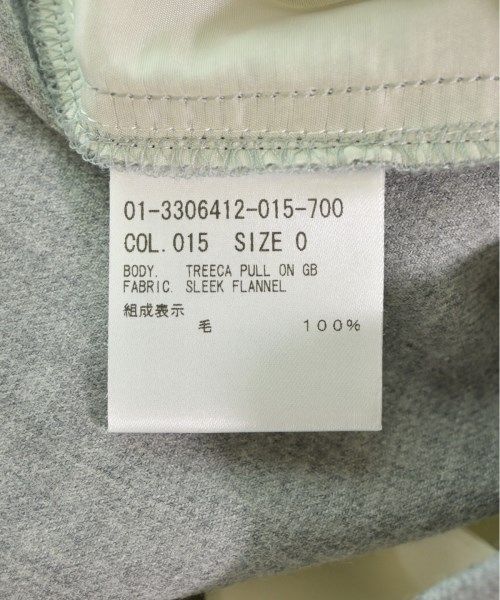 01-3306412-015-700
COL. 015 SIZE 0
BODY. TREECA PULL ON GB
FABRIC. SLEEK FLANNEL
組成表示
毛 100%